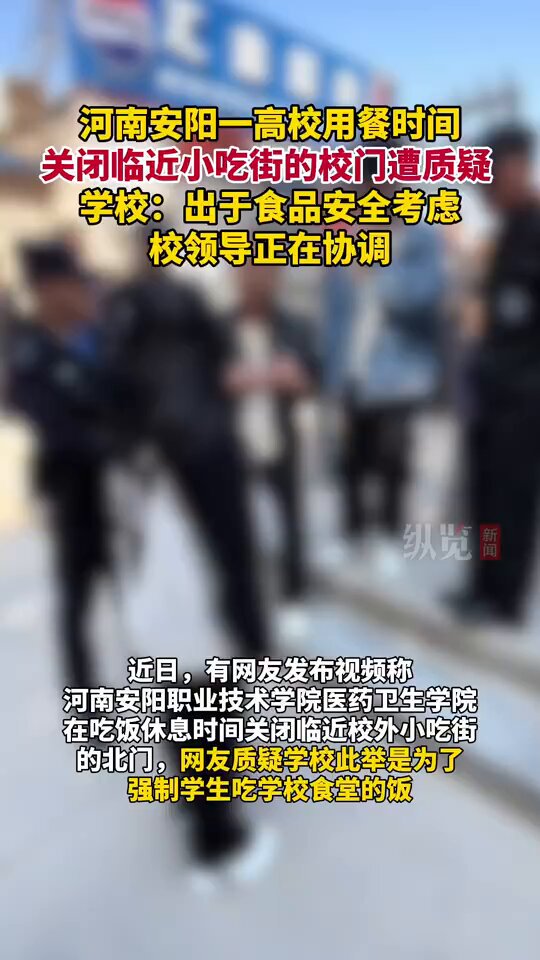 河南安阳一高校用餐时间
关闭临近小吃街的校门遭质疑
学校：出于食品安全考虑
校领导正在协调
纵览
新闻
近日，有网友发布视频称
河南安阳职业技术学院医药卫生学院
在吃饭休息时间关闭临近校外小吃街
的北门，网友质疑学校此举是为了
强制学生吃学校食堂的饭